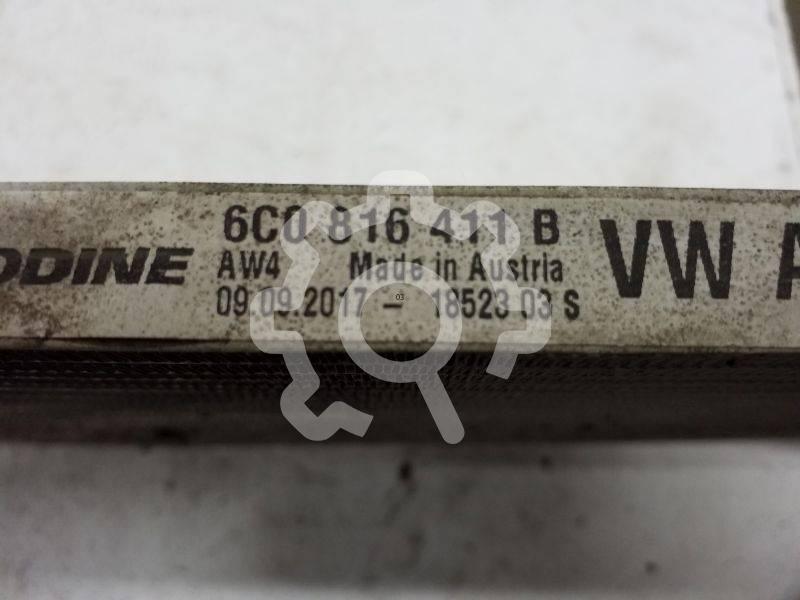 6C0 816 411 B
ODINE AW4 Made in Austria VW A
09.09.2017 – 18523 03 S
03